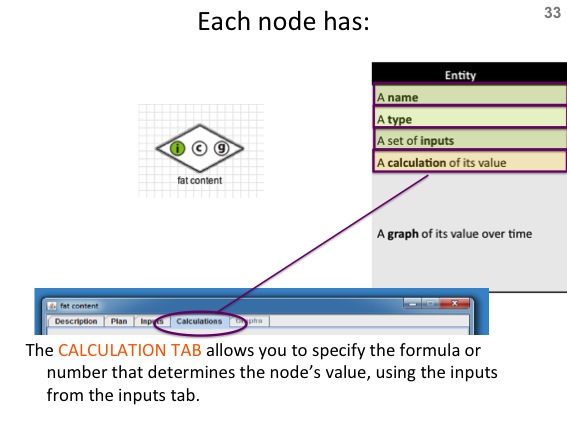 33
Each node has:
Entity
A name
A type
A set of inputs
A calculation of its value
A graph of its value over time
i c g
fat content
fat content
Description Plan Inputs Calculations Graphs
The CALCULATION TAB allows you to specify the formula or
number that determines the node’s value, using the inputs
from the inputs tab.